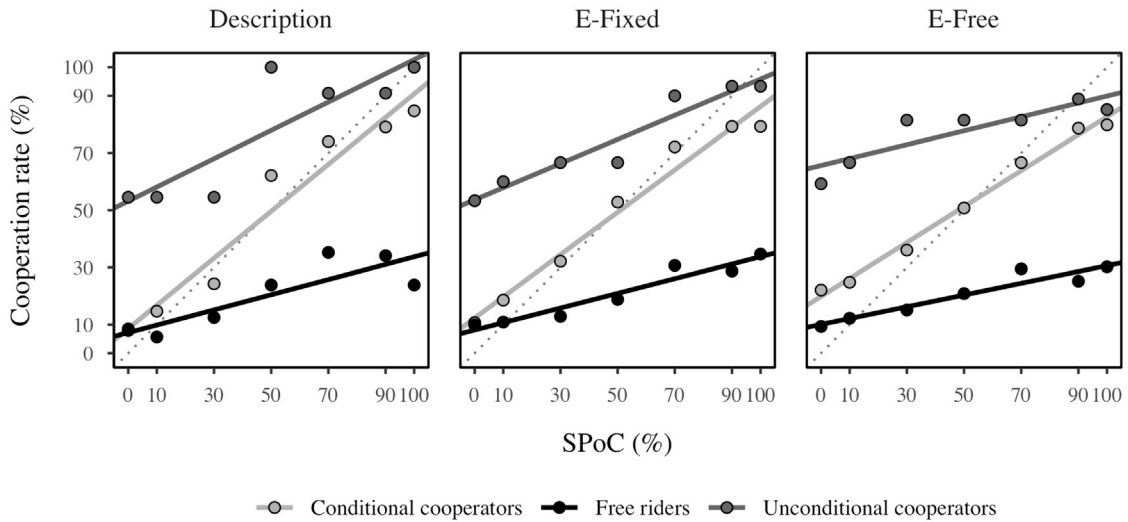 Description E-Fixed E-Free
Cooperation rate (%)
100
90
70
50
30
10
0
0 10 30 50 70 90 100 0 10 30 50 70 90 100 0 10 30 50 70 90 100
SPoC (%)
Conditional cooperators Free riders Unconditional cooperators